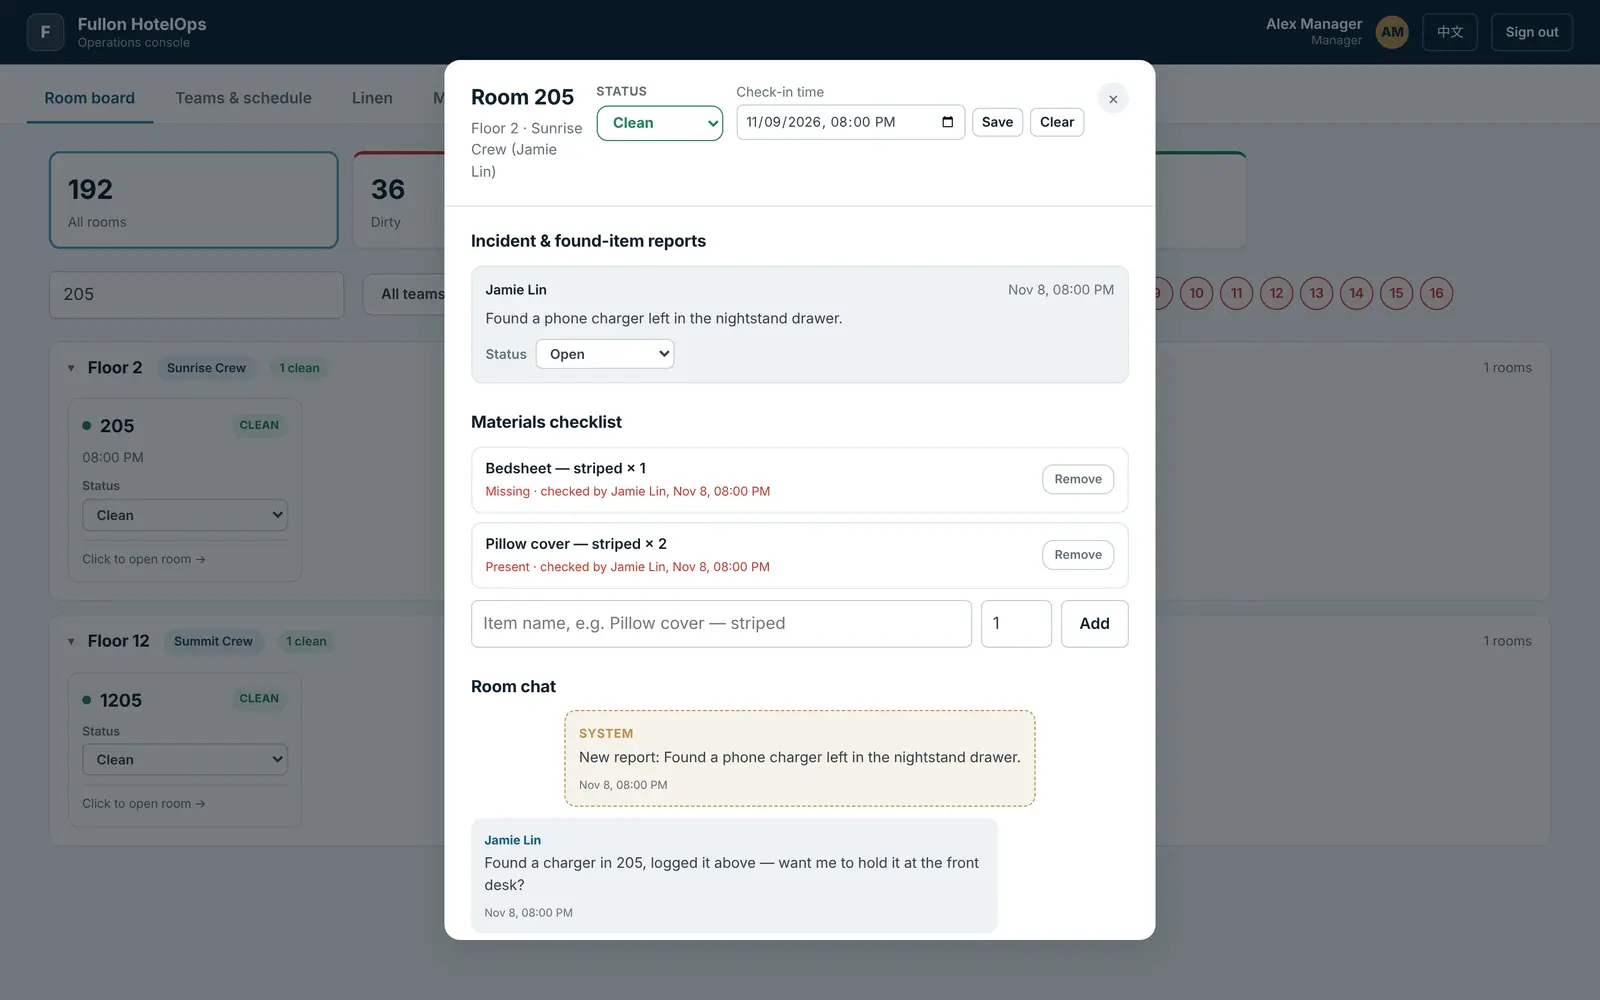 F
Fullon HotelOps
Operations console
Alex Manager
Manager
AM
中文
Sign out
Room board
Teams & schedule
Linen
M
192
All rooms
36
Dirty
205
All teams
9
10
11
12
13
14
15
16
Floor 2
Sunrise Crew
1 clean
1 rooms
205
CLEAN
08:00 PM
Status
Clean
Click to open room →
Floor 12
Summit Crew
1 clean
1 rooms
1205
CLEAN
Status
Clean
Click to open room →
Room 205
Floor 2 · Sunrise
Crew (Jamie
Lin)
STATUS
Clean
Check-in time
11/09/2026, 08:00 PM
Save
Clear
×
Incident & found-item reports
Jamie Lin
Nov 8, 08:00 PM
Found a phone charger left in the nightstand drawer.
Status
Open
Materials checklist
Bedsheet — striped × 1
Missing · checked by Jamie Lin, Nov 8, 08:00 PM
Remove
Pillow cover — striped × 2
Present · checked by Jamie Lin, Nov 8, 08:00 PM
Remove
Item name, e.g. Pillow cover — striped
1
Add
Room chat
SYSTEM
New report: Found a phone charger left in the nightstand drawer.
Nov 8, 08:00 PM
Jamie Lin
Found a charger in 205, logged it above — want me to hold it at the front
desk?
Nov 8, 08:00 PM